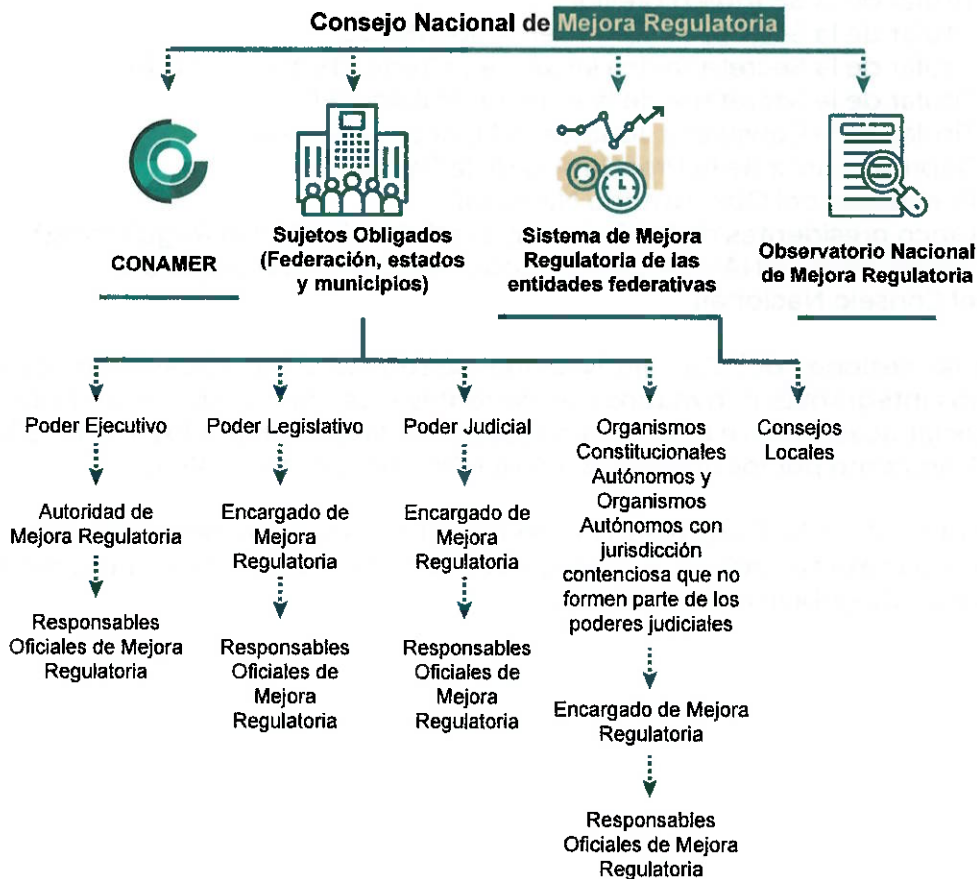 Consejo Nacional de Mejora Regulatoria
CONAMER
Sujetos Obligados
(Federación, estados
y municipios)
Sistema de Mejora
Regulatoria de las
entidades federativas
Observatorio Nacional
de Mejora Regulatoria
Poder Ejecutivo
Autoridad de
Mejora Regulatoria
Responsables
Oficiales de Mejora
Regulatoria
Poder Legislativo
Encargado de
Mejora
Regulatoria
Responsables
Oficiales de
Mejora
Regulatoria
Poder Judicial
Encargado de
Mejora
Regulatoria
Responsables
Oficiales de
Mejora
Regulatoria
Organismos
Constitucionales
Autónomos y
Organismos
Autónomos con
jurisdicción
contenciosa que no
formen parte de los
poderes judiciales
Encargado de Mejora
Regulatoria
Responsables
Oficiales de Mejora
Regulatoria
Consejos
Locales